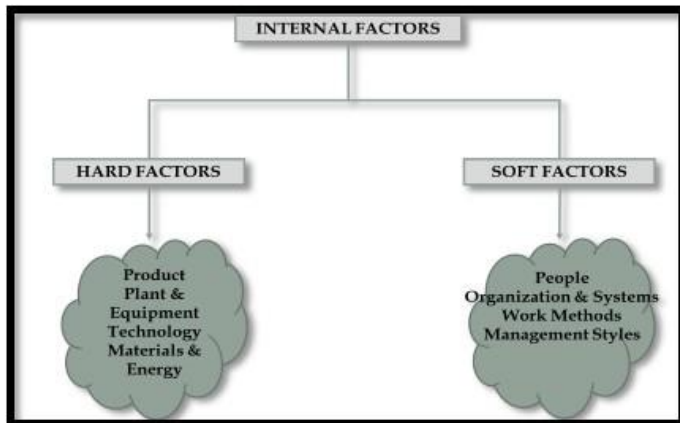 INTERNAL FACTORS
HARD FACTORS
SOFT FACTORS
Product
Plant &
Equipment
Technology
Materials &
Energy
People
Organization & Systems
Work Methods
Management Styles